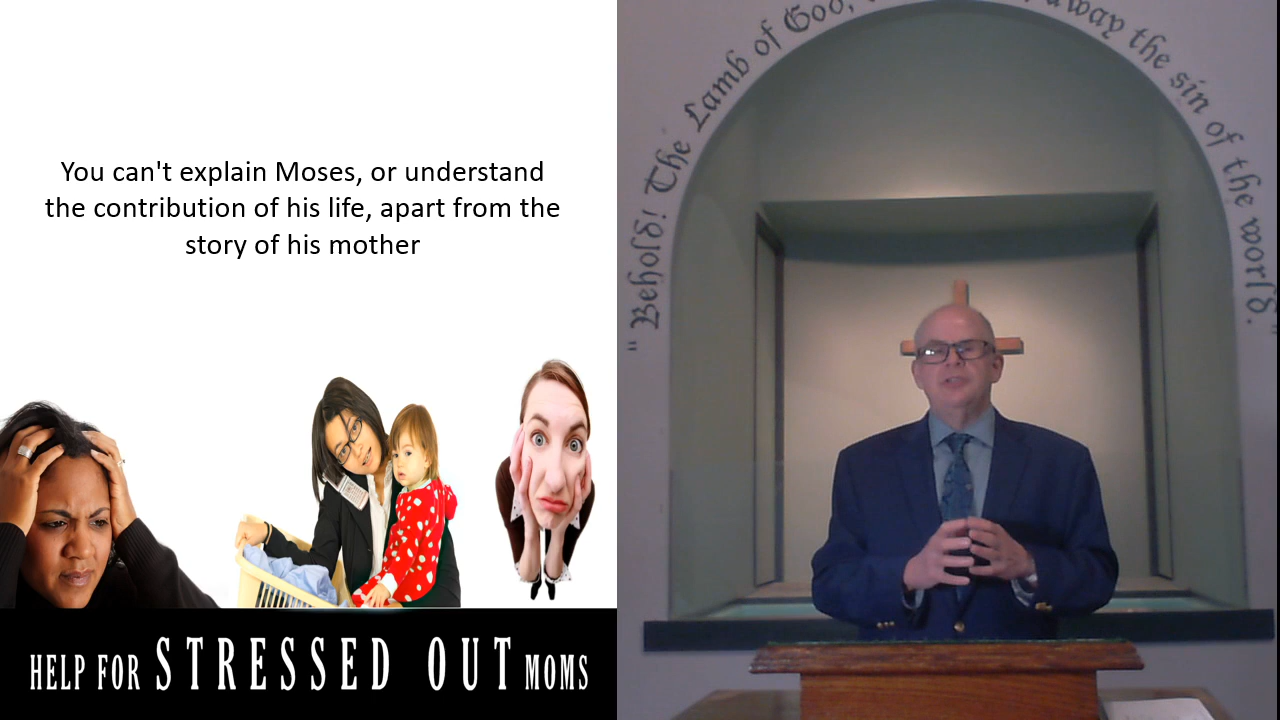 You can't explain Moses, or understand
the contribution of his life, apart from the
story of his mother
HELP FOR STRESSED OUT MOMS
"Behold! The Lamb of God, away the sin of the world."